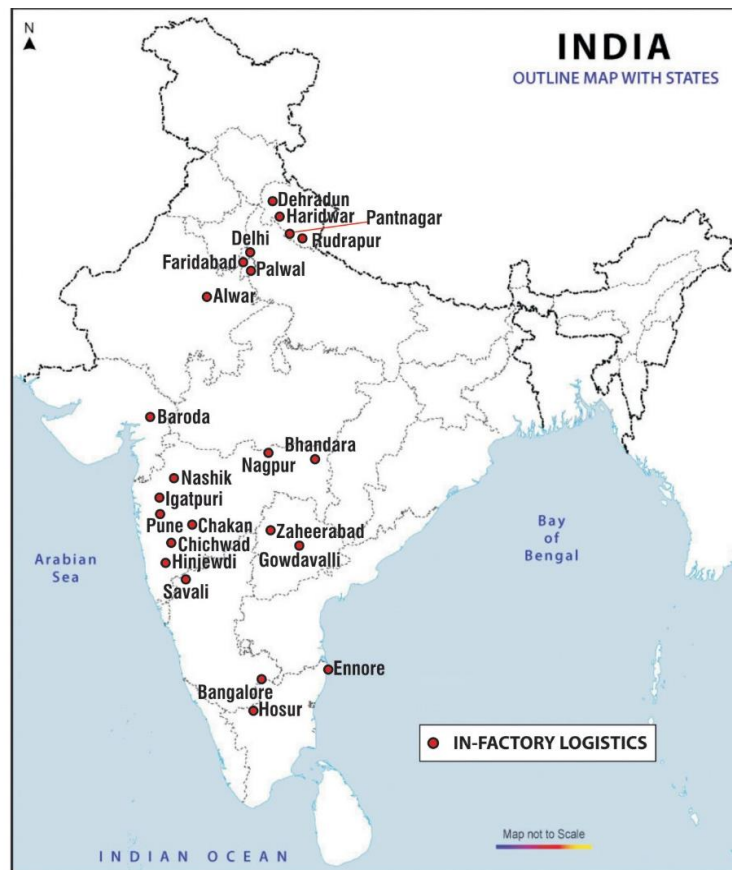 N
INDIA
OUTLINE MAP WITH STATES
Dehradun
Haridwar
Pantnagar
Delhi
Rudrapur
Faridabad
Palwal
Alwar
Baroda
Bhandara
Nagpur
Nashik
Igatpuri
Pune
Chakan
Zaheerabad
Chichwad
Gowdavalli
Hinjewdi
Savali
Arabian
Sea
Bay
of
Bengal
Ennore
Bangalore
Hosur
IN-FACTORY LOGISTICS
Map not to Scale
INDIAN OCEAN